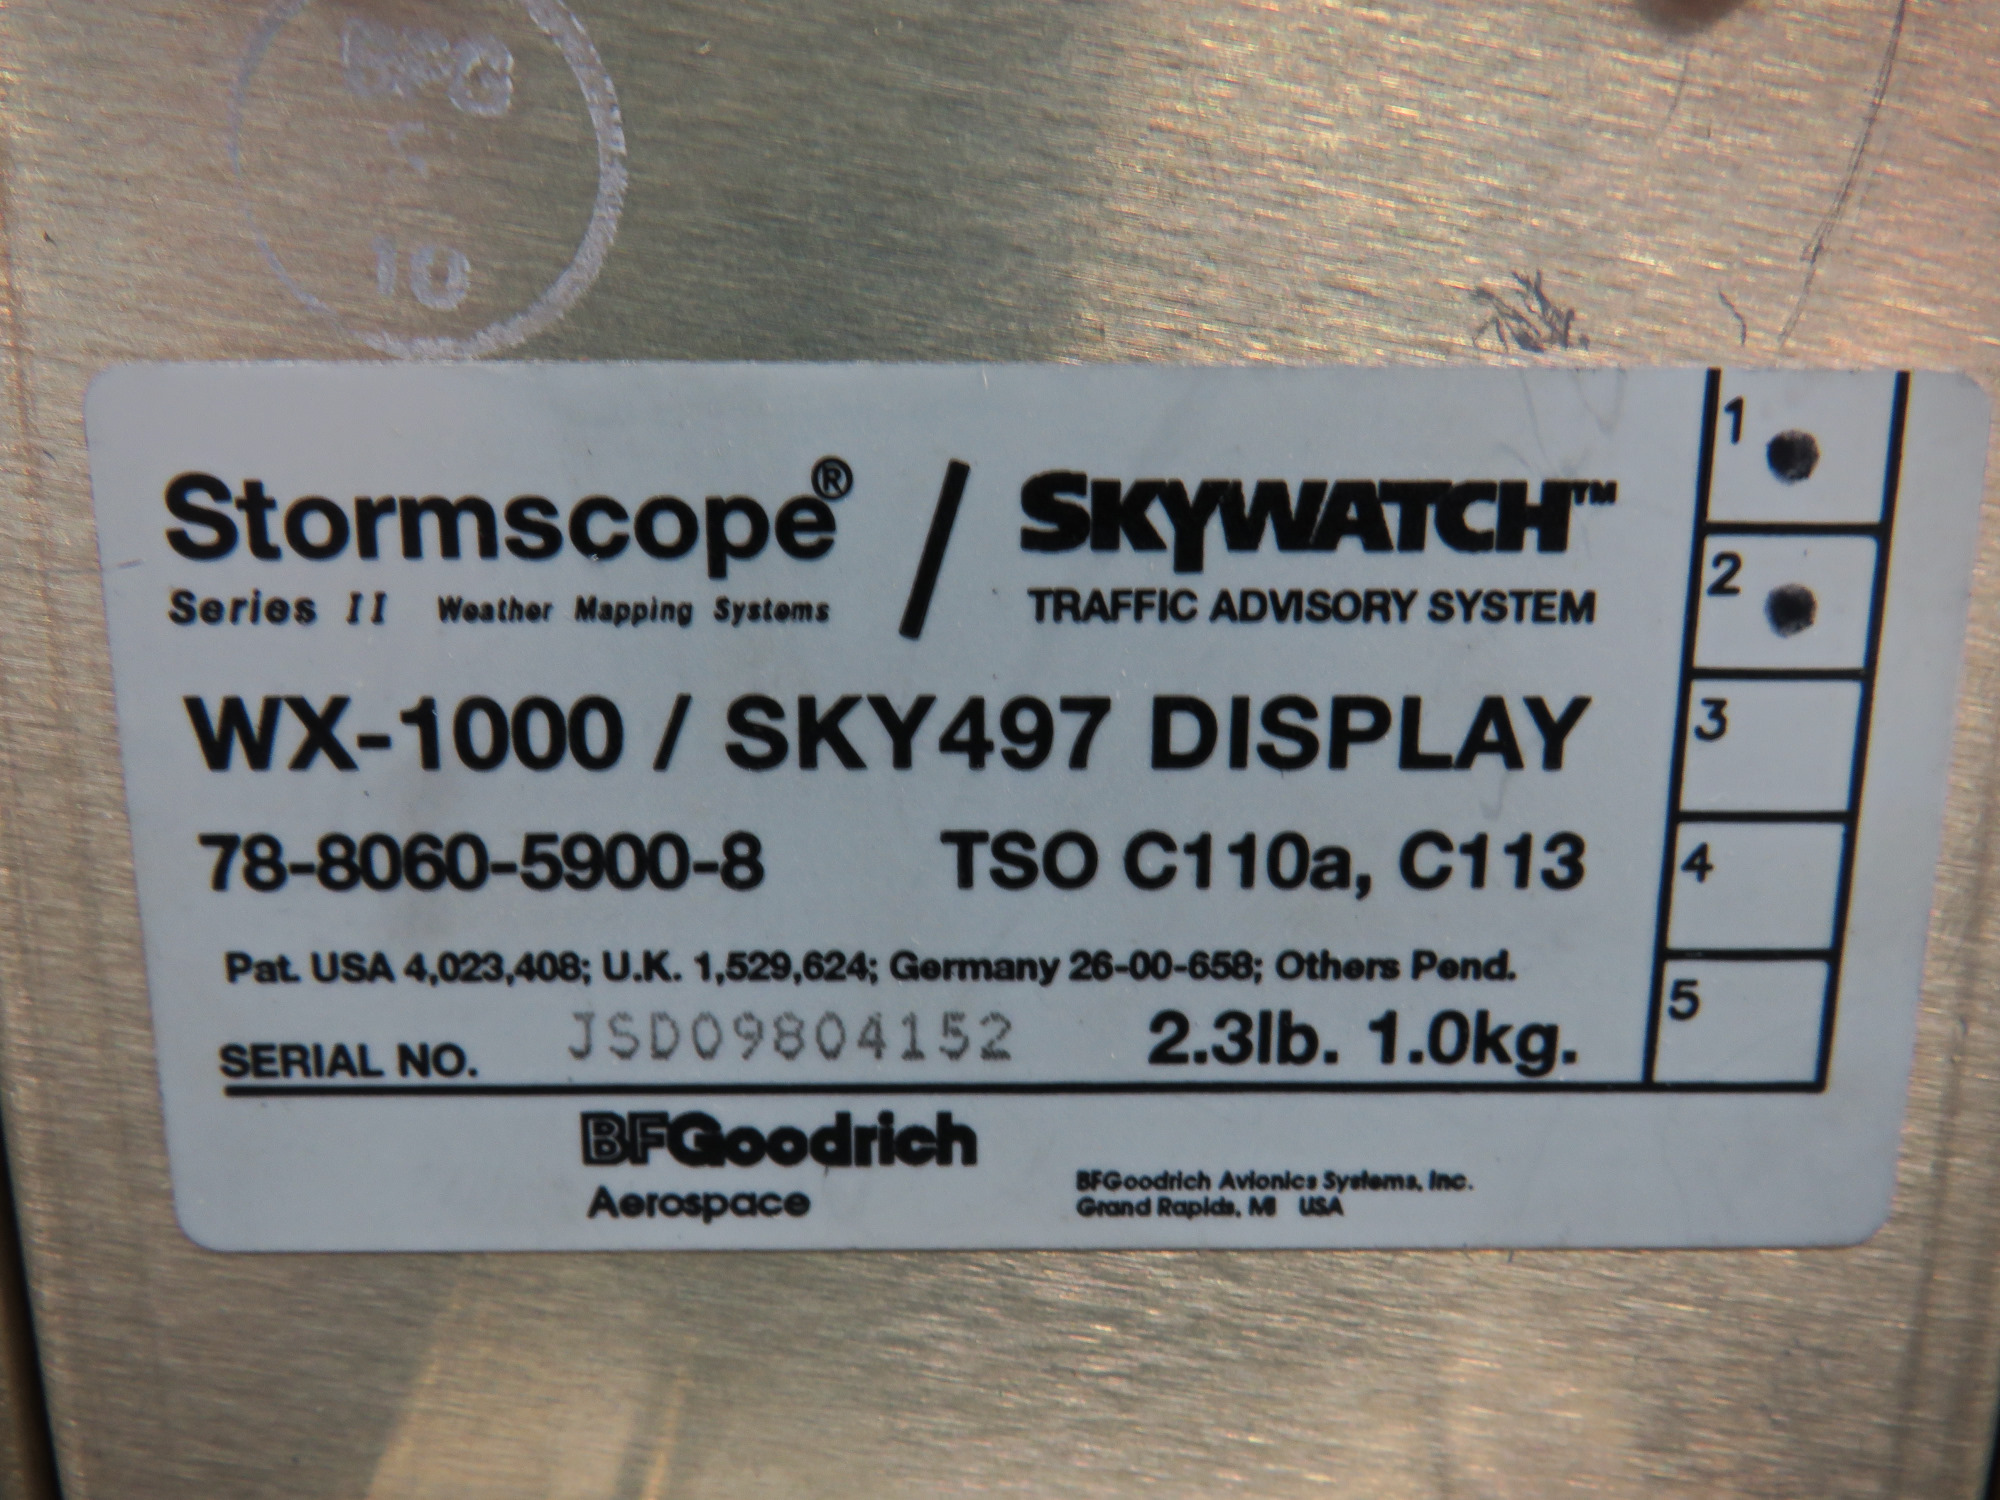 BFG
10
Stormscope® / SKYWATCH™
Series II Weather Mapping Systems
TRAFFIC ADVISORY SYSTEM
WX-1000 / SKY497 DISPLAY
78-8060-5900-8 TSO C110a, C113
Pat. USA 4,023,408; U.K. 1,529,624; Germany 26-00-658; Others Pend.
SERIAL NO. JSD09804152 2.3lb. 1.0kg.
1
2
3
4
5
BFGoodrich
Aerospace
BFGoodrich Avionics Systems, Inc.
Grand Rapids, MI USA